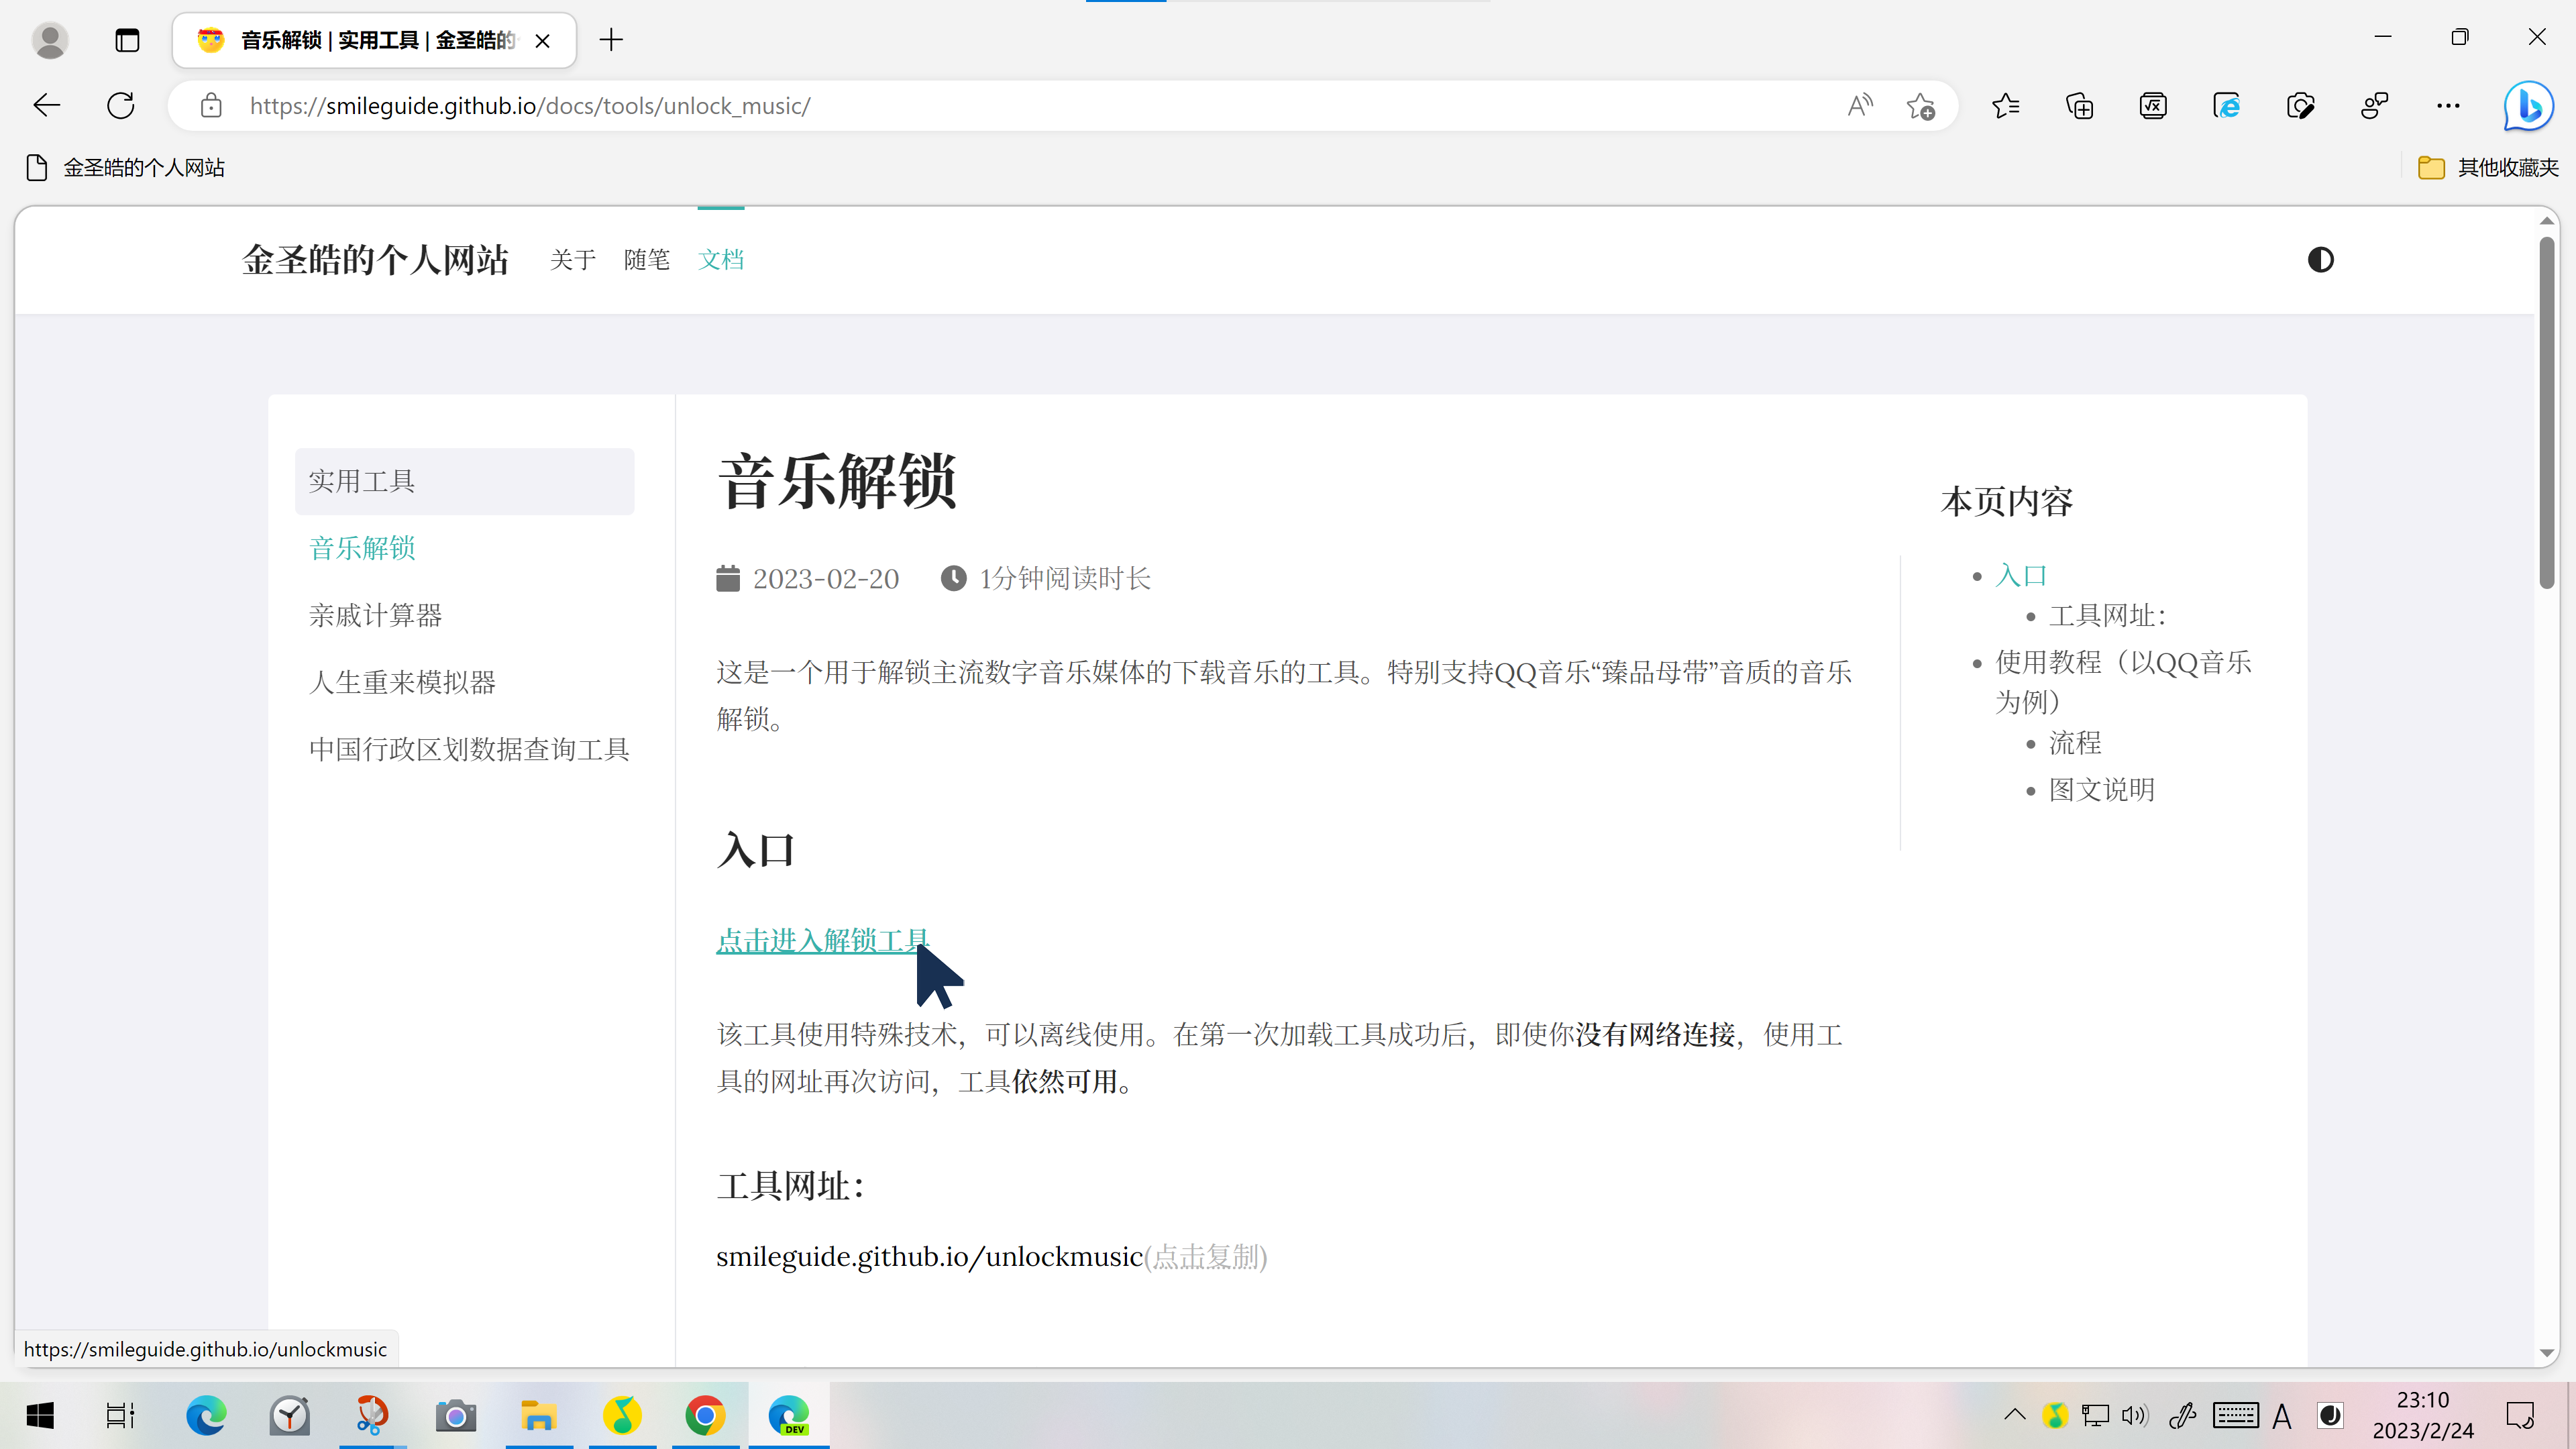 音乐解锁 | 实用工具 | 金圣皓的
https://smileguide.github.io/docs/tools/unlock_music/
金圣皓的个人网站
其他收藏夹
金圣皓的个人网站 关于 随笔 文档
实用工具
音乐解锁
亲戚计算器
人生重来模拟器
中国行政区划数据查询工具
音乐解锁
2023-02-20 1分钟阅读时长
这是一个用于解锁主流数字音乐媒体的下载音乐的工具。特别支持QQ音乐“臻品母带”音质的音乐
解锁。
入口
点击进入解锁工具
该工具使用特殊技术，可以离线使用。在第一次加载工具成功后，即使你没有网络连接，使用工
具的网址再次访问，工具依然可用。
工具网址：
smileguide.github.io/unlockmusic(点击复制)
本页内容
入口
工具网址：
使用教程（以QQ音乐
为例）
流程
图文说明
https://smileguide.github.io/unlockmusic
DEV
A
23:10
2023/2/24